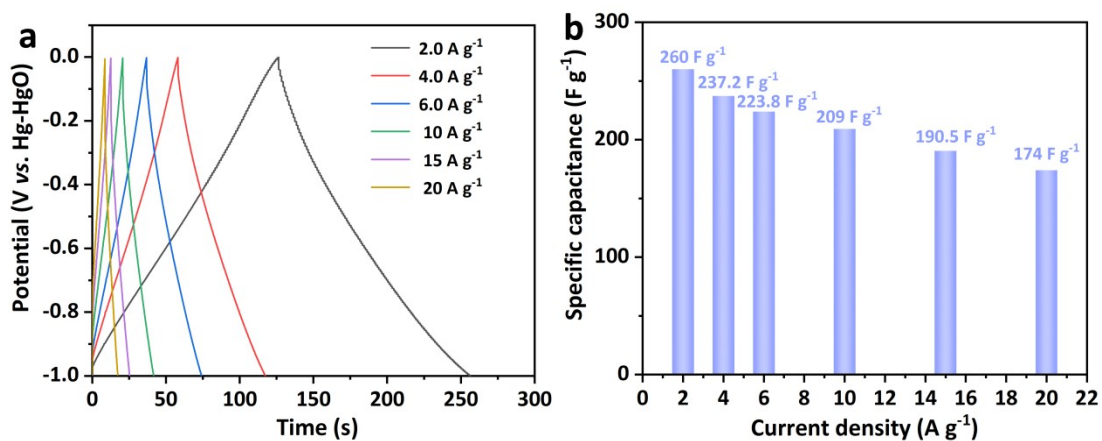 a
2.0 A g⁻¹
4.0 A g⁻¹
6.0 A g⁻¹
10 A g⁻¹
15 A g⁻¹
20 A g⁻¹
0.0
-0.2
-0.4
-0.6
-0.8
-1.0
Potential (V vs. Hg-HgO)
0 50 100 150 200 250 300
Time (s)
b
300
200
100
0
Specific capacitance (F g⁻¹)
260 F g⁻¹
237.2 F g⁻¹
223.8 F g⁻¹
209 F g⁻¹
190.5 F g⁻¹
174 F g⁻¹
0 2 4 6 8 10 12 14 16 18 20 22
Current density (A g⁻¹)